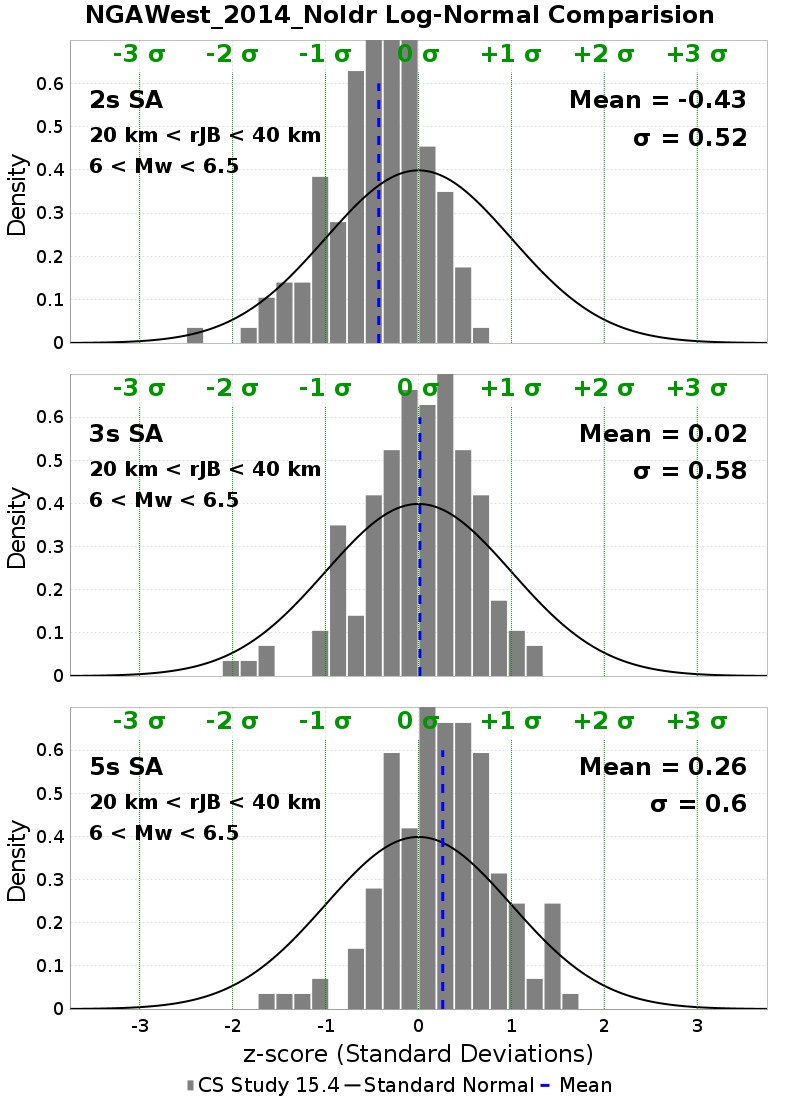 NGAWest_2014_NoIdr Log-Normal Comparision
-3 σ -2 σ -1 σ 0 σ +1 σ +2 σ +3 σ
0.6
2s SA Mean = -0.43
0.5
20 km < rJB < 40 km σ = 0.52
6 < Mw < 6.5
0.4
Density
0.3
0.2
0.1
0
-3 σ -2 σ -1 σ 0 σ +1 σ +2 σ +3 σ
0.6
3s SA Mean = 0.02
0.5
20 km < rJB < 40 km σ = 0.58
6 < Mw < 6.5
0.4
Density
0.3
0.2
0.1
0
-3 σ -2 σ -1 σ 0 σ +1 σ +2 σ +3 σ
0.6
5s SA Mean = 0.26
0.5
20 km < rJB < 40 km σ = 0.6
6 < Mw < 6.5
0.4
Density
0.3
0.2
0.1
0
-3 -2 -1 0 1 2 3
z-score (Standard Deviations)
CS Study 15.4 Standard Normal Mean